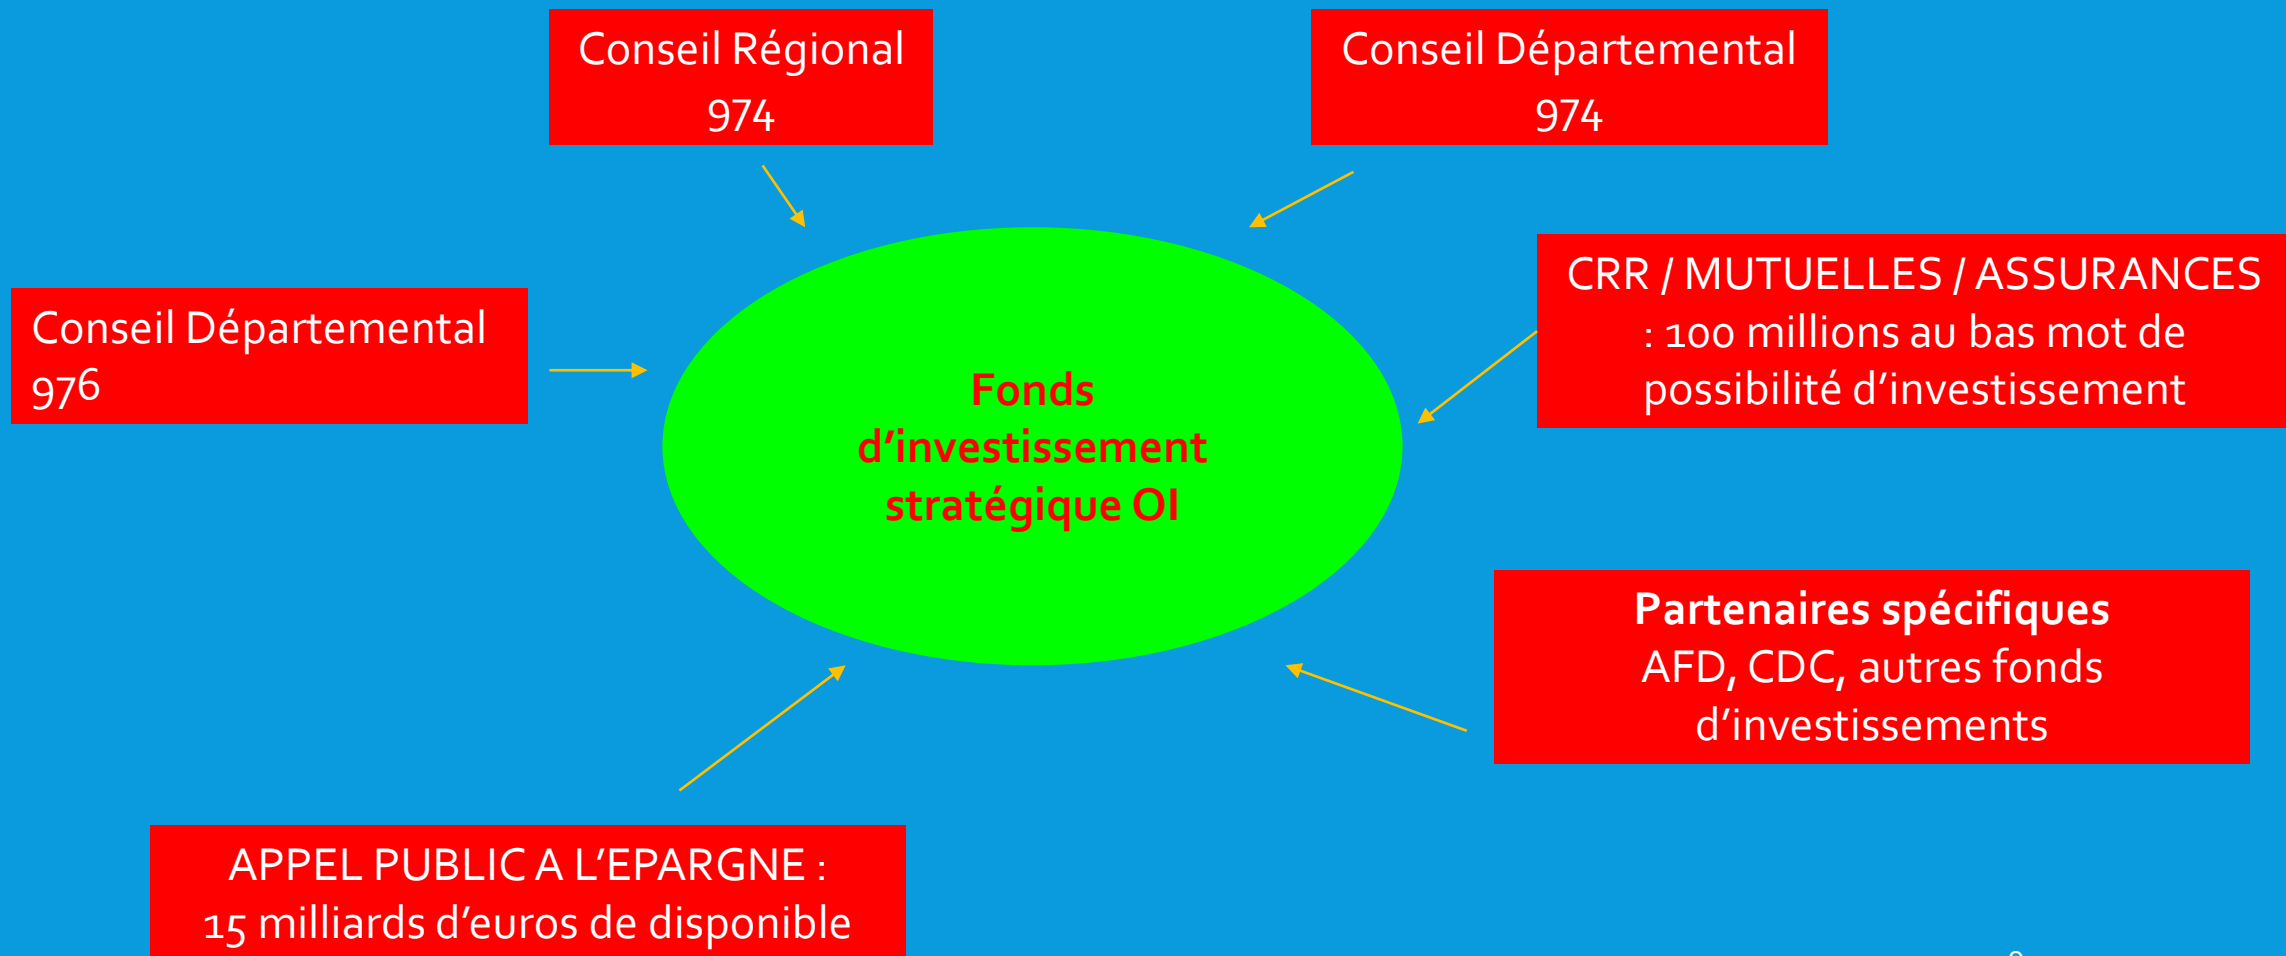 Conseil Régional
974
Conseil Départemental
974
Conseil Départemental
976
CRR / MUTUELLES / ASSURANCES
: 100 millions au bas mot de
possibilité d’investissement
Fonds
d’investissement
stratégique OI
Partenaires spécifiques
AFD, CDC, autres fonds
d’investissements
APPEL PUBLIC A L’EPARGNE :
15 milliards d’euros de disponible